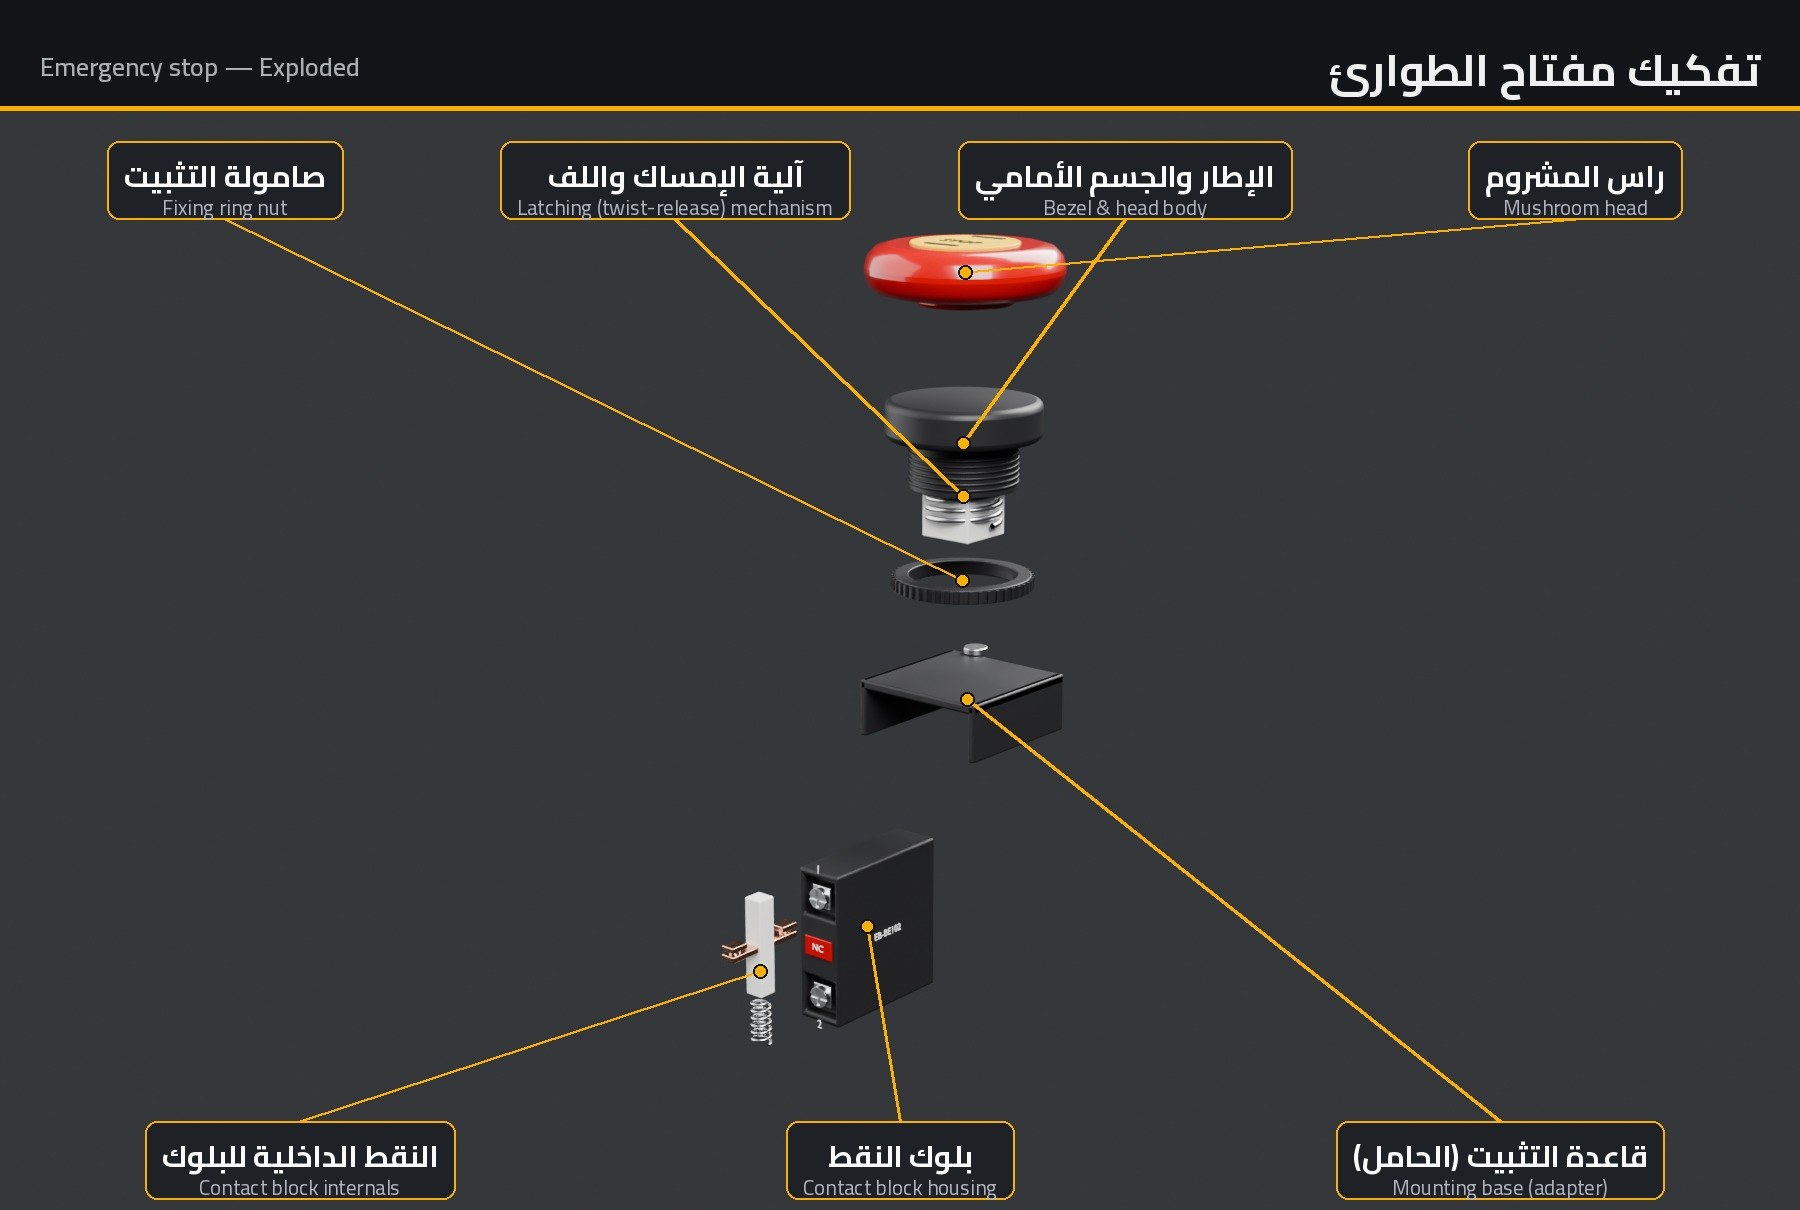 تفكيك مفتاح الطوارئ
Emergency stop — Exploded
راس المشروم
Mushroom head
الإطار والجسم الأمامي
Bezel & head body
آلية الإمساك واللف
Latching (twist-release) mechanism
صامولة التثبيت
Fixing ring nut
1
NC
2
قاعدة التثبيت (الحامل)
Mounting base (adapter)
بلوك النقط
Contact block housing
النقط الداخلية للبلوك
Contact block internals